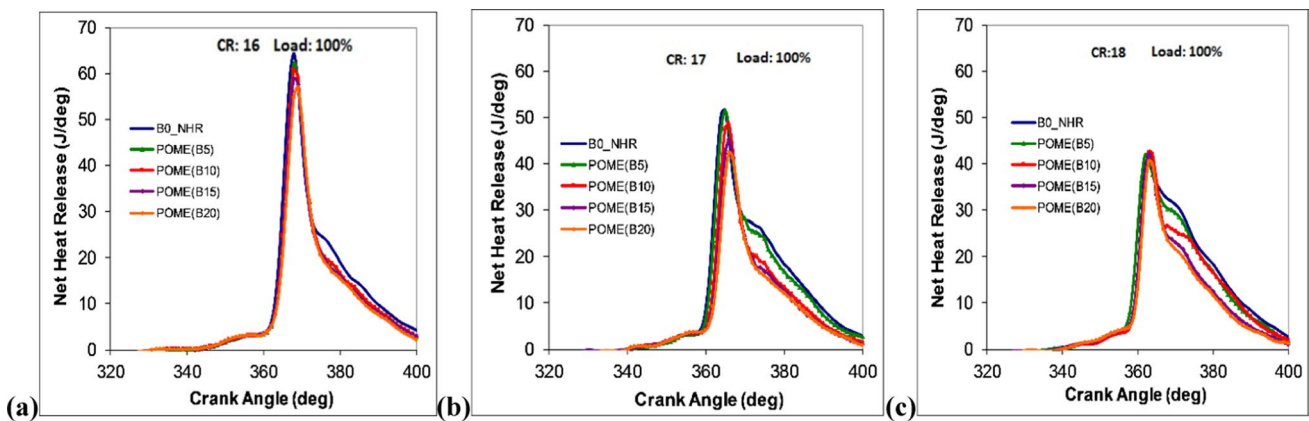 (a)
Net Heat Release (J/deg)
70
60
50
40
30
20
10
0
CR: 16 Load: 100%
B0_NHR
POME(B5)
POME(B10)
POME(B15)
POME(B20)
320 340 360 380 400
Crank Angle (deg)
(b)
Net Heat Release (J/deg)
70
60
50
40
30
20
10
0
CR: 17 Load: 100%
B0_NHR
POME(B5)
POME(B10)
POME(B15)
POME(B20)
320 340 360 380 400
Crank Angle (deg)
(c)
Net Heat Release (J/deg)
70
60
50
40
30
20
10
0
CR:18 Load: 100%
B0_NHR
POME(B5)
POME(B10)
POME(B15)
POME(B20)
320 340 360 380 400
Crank Angle (deg)